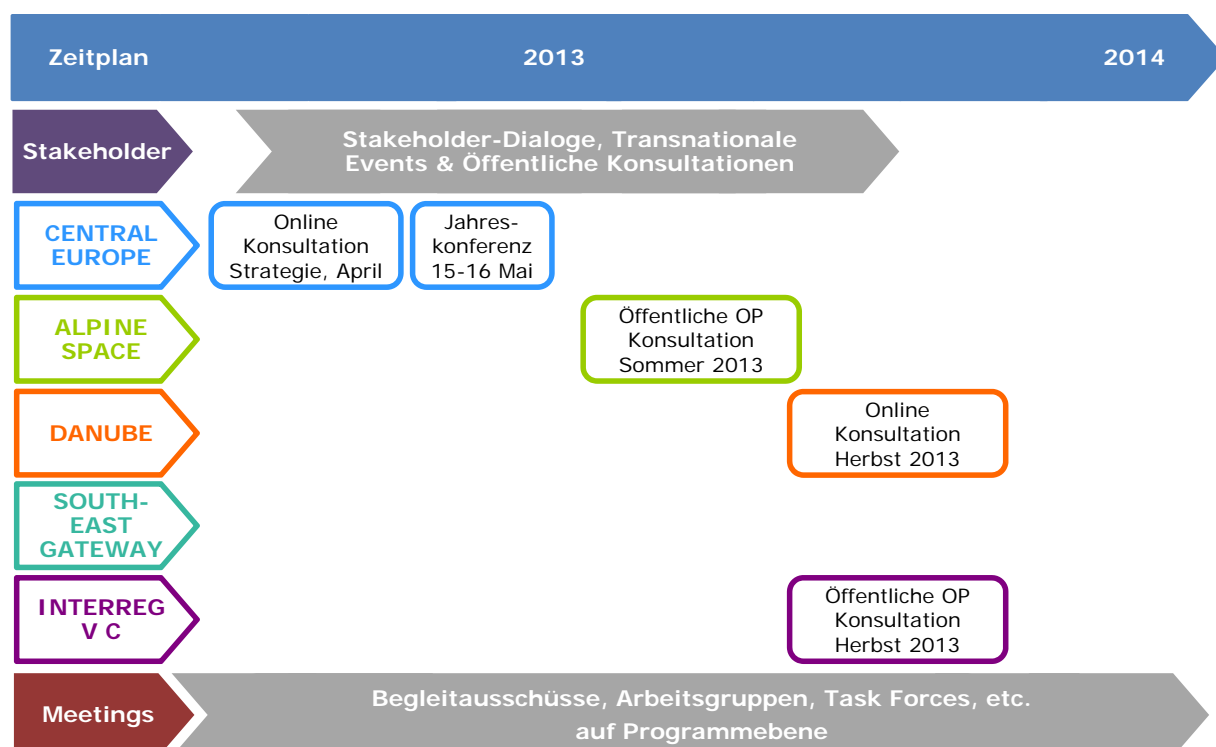 Zeitplan
2013
2014
Stakeholder
Stakeholder-Dialoge, Transnationale
Events & Öffentliche Konsultationen
CENTRAL
EUROPE
Online
Konsultation
Strategie, April
Jahres-
konferenz
15-16 Mai
ALPINE
SPACE
Öffentliche OP
Konsultation
Sommer 2013
DANUBE
Online
Konsultation
Herbst 2013
SOUTH-
EAST
GATEWAY
INTERREG
V C
Öffentliche OP
Konsultation
Herbst 2013
Meetings
Begleitausschüsse, Arbeitsgruppen, Task Forces, etc.
auf Programmebene